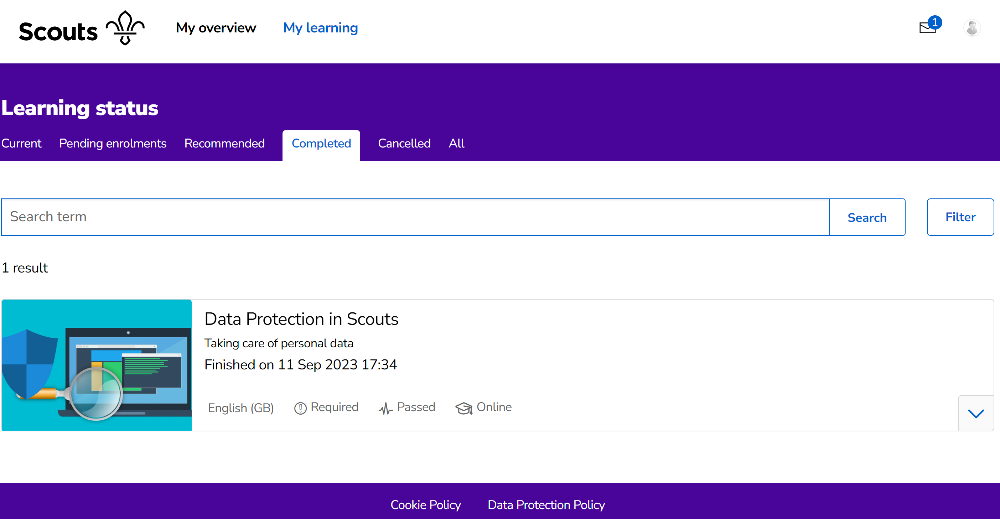 Scouts
My overview
My learning
1
Learning status
Current
Pending enrolments
Recommended
Completed
Cancelled
All
Search term
Search
Filter
1 result
Data Protection in Scouts
Taking care of personal data
Finished on 11 Sep 2023 17:34
English (GB)
Required
Passed
Online
Cookie Policy
Data Protection Policy